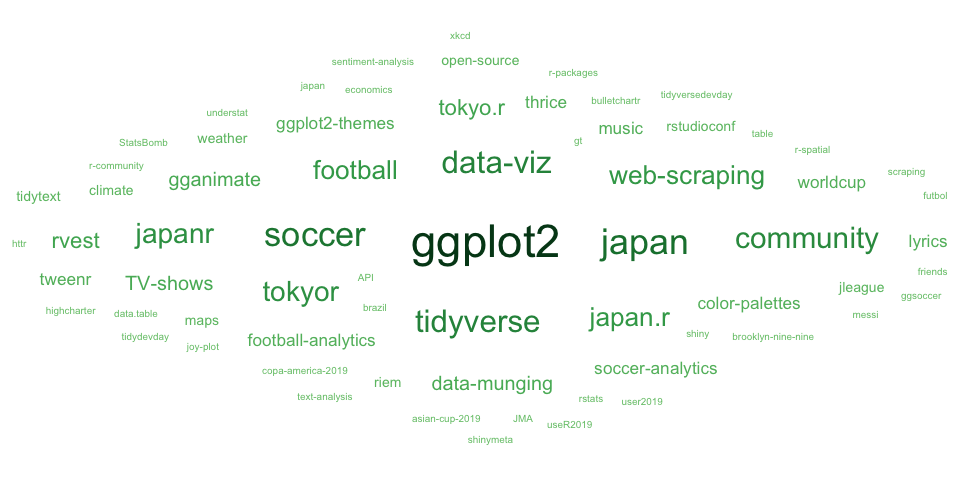 xkcd
sentiment-analysis open-source
r-packages
japan economics
tokyo.r thrice bulletchartr tidyversedevday
understat ggplot2-themes music rstudioconf
StatsBomb weather gt table
r-community football data-viz r-spatial
tidytext climate gganimate web-scraping worldcup scraping
futbol
httr rvest japanr soccer ggplot2 japan community lyrics
tweenr TV-shows API friends
tokyor jleague ggsoccer
highcharter data.table maps brazil tidyverse japan.r color-palettes messi
tidydevday joy-plot football-analytics shiny brooklyn-nine-nine
copa-america-2019 riem data-munging soccer-analytics
text-analysis rstats user2019
asian-cup-2019 JMA useR2019
shinymeta